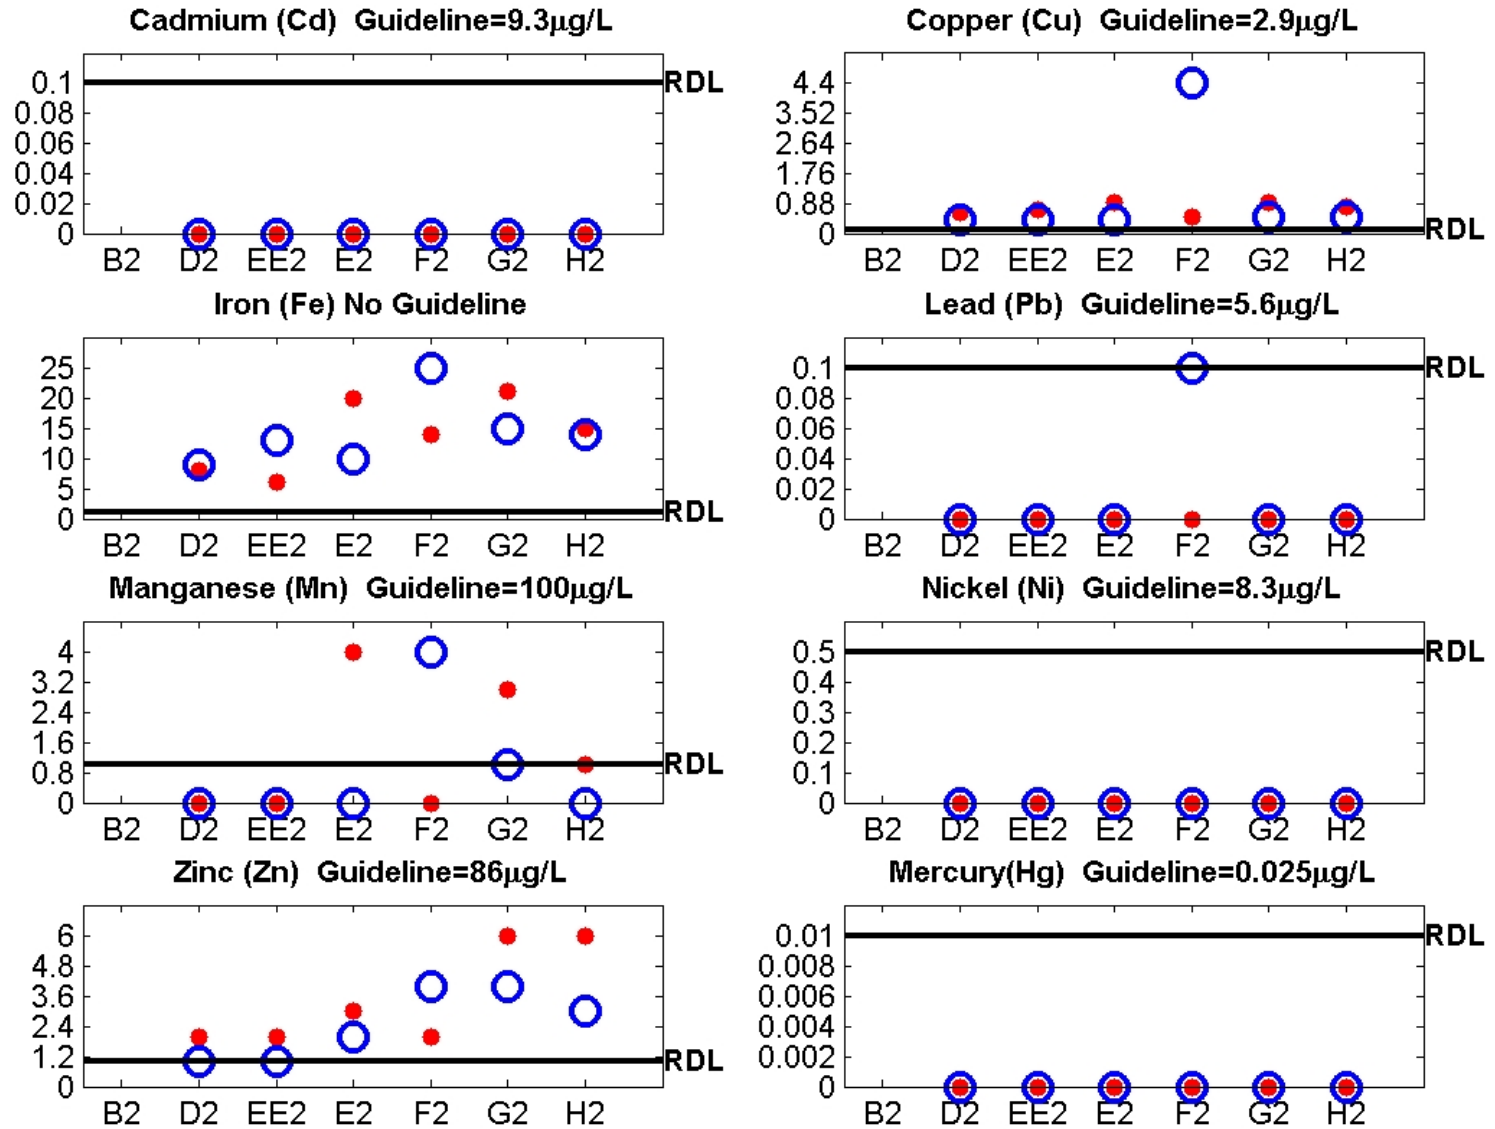 Cadmium (Cd) Guideline=9.3µg/L
0.1
0.08
0.06
0.04
0.02
0
RDL
B2 D2 EE2 E2 F2 G2 H2
Copper (Cu) Guideline=2.9µg/L
4.4
3.52
2.64
1.76
0.88
0
RDL
B2 D2 EE2 E2 F2 G2 H2
Iron (Fe) No Guideline
25
20
15
10
5
0
RDL
B2 D2 EE2 E2 F2 G2 H2
Lead (Pb) Guideline=5.6µg/L
0.1
0.08
0.06
0.04
0.02
0
RDL
B2 D2 EE2 E2 F2 G2 H2
Manganese (Mn) Guideline=100µg/L
4
3.2
2.4
1.6
0.8
0
RDL
B2 D2 EE2 E2 F2 G2 H2
Nickel (Ni) Guideline=8.3µg/L
0.5
0.4
0.3
0.2
0.1
0
RDL
B2 D2 EE2 E2 F2 G2 H2
Zinc (Zn) Guideline=86µg/L
6
4.8
3.6
2.4
1.2
0
RDL
B2 D2 EE2 E2 F2 G2 H2
Mercury(Hg) Guideline=0.025µg/L
0.01
0.008
0.006
0.004
0.002
0
RDL
B2 D2 EE2 E2 F2 G2 H2